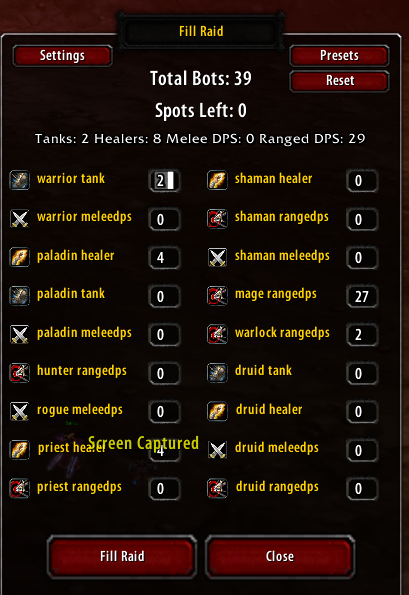 Fill Raid
Settings
Presets
Total Bots: 39
Reset
Spots Left: 0
Tanks: 2 Healers: 8 Melee DPS: 0 Ranged DPS: 29
warrior tank 2 shaman healer 0
warrior meleedps 0 shaman rangedps 0
paladin healer 4 shaman meleedps 0
paladin tank 0 mage rangedps 27
paladin meleedps 0 warlock rangedps 2
hunter rangedps 0 druid tank 0
rogue meleedps 0 druid healer 0
Screen Captured
priest healer 4 druid meleedps 0
priest rangedps 0 druid rangedps 0
Fill Raid Close